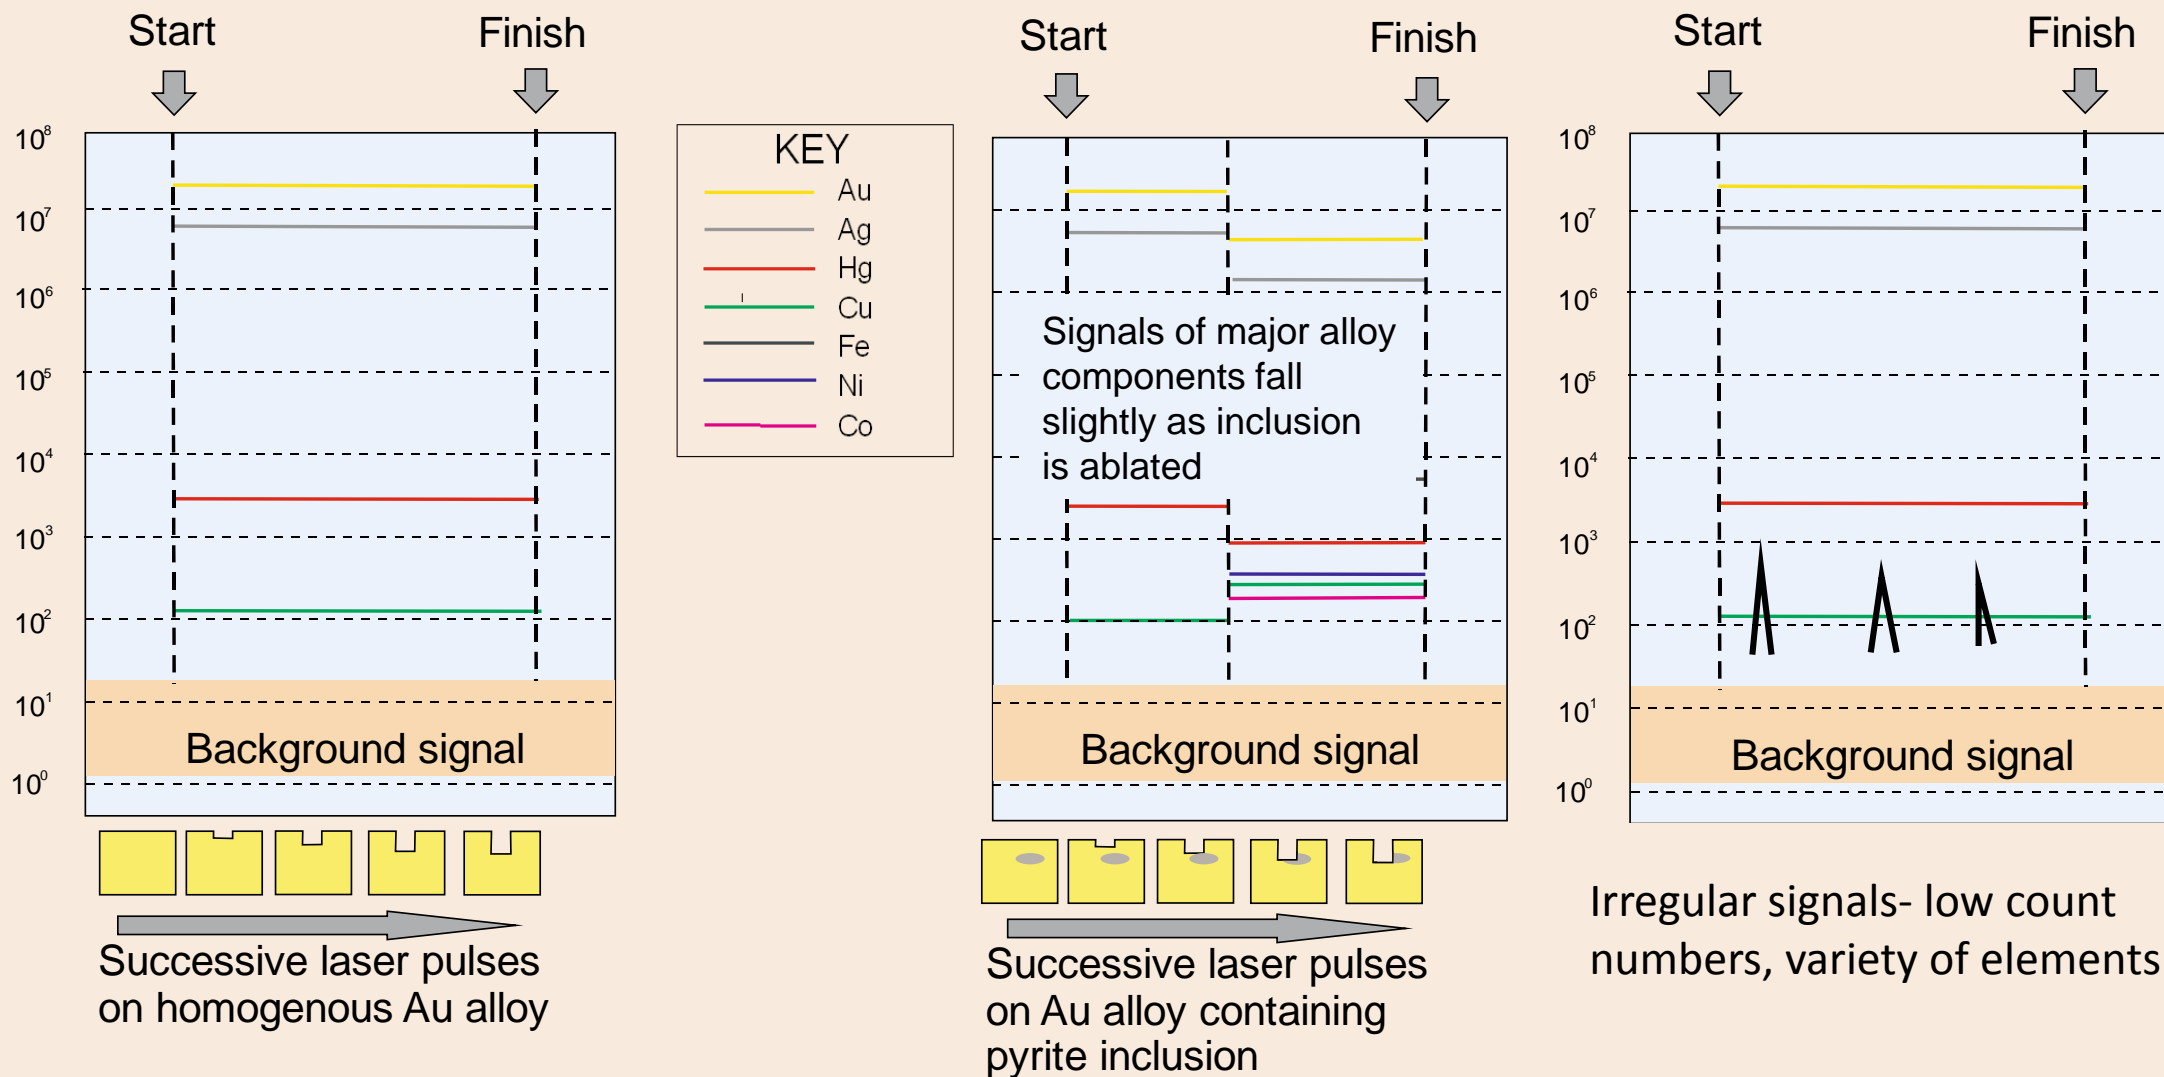 Start
Finish
10⁸
10⁷
10⁶
10⁵
10⁴
10³
10²
10¹
10⁰
Background signal
Successive laser pulses
on homogenous Au alloy
KEY
Au
Ag
Hg
Cu
Fe
Ni
Co
Start
Finish
Signals of major alloy
components fall
slightly as inclusion
is ablated
Background signal
Successive laser pulses
on Au alloy containing
pyrite inclusion
Start
Finish
10⁸
10⁷
10⁶
10⁵
10⁴
10³
10²
10¹
10⁰
Background signal
Irregular signals- low count
numbers, variety of elements